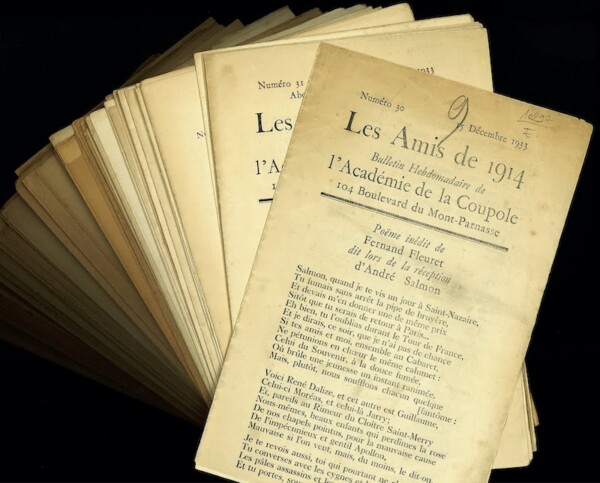 Numéro 31
1933
Abo
Les
l'A
1
N
Numéro 30
9
15 Décembre 1933
Les Amis de 1914
Bulletin Hebdomadaire de
l'Académie de la Coupole
104 Boulevard du Mont-Parnasse
Poème inédit de
Fernand Fleuret
dit lors de la réception
d'André Salmon
Salmon, quand je te vis un jour à Saint-Nazaire,
Tu fumais sans arrêt la pipe de bruyère,
Et devais m'en donner une de même prix
Sitôt que tu serais de retour à Paris...
Eh bien, tu l'oublias durant le Tour de France,
Et je dirais, ce soir, que je n'ai pas de chance
Si tes amis et moi, ensemble au Cabaret,
Ne pétunions en chœur le même calumet :
Celui du Souvenir, à la douce fumée,
Où brûle une jeunesse un instant ranimée,
Mais, plutôt, nous soufflons chacun quelque
Fantôme :
Voici René Dalize, et cet autre est Guillaume,
Celui-ci Moréas, et celui-là Jarry;
Et, pareils au Rimeur du Cloître Saint-Merry
Nous-mêmes, beaux enfants qui perdîmes la rose
De nos chapels pointus, pour la mauvaise cause
De l'impécunieux et gentil Apollon,
Mauvaise si l'on veut, mais, du moins, le dit-on.
Je te revois aussi, toi qui pourtant ne
Tu converses avec les cygnes et
Les pâles assassins et les
Et tu portes,